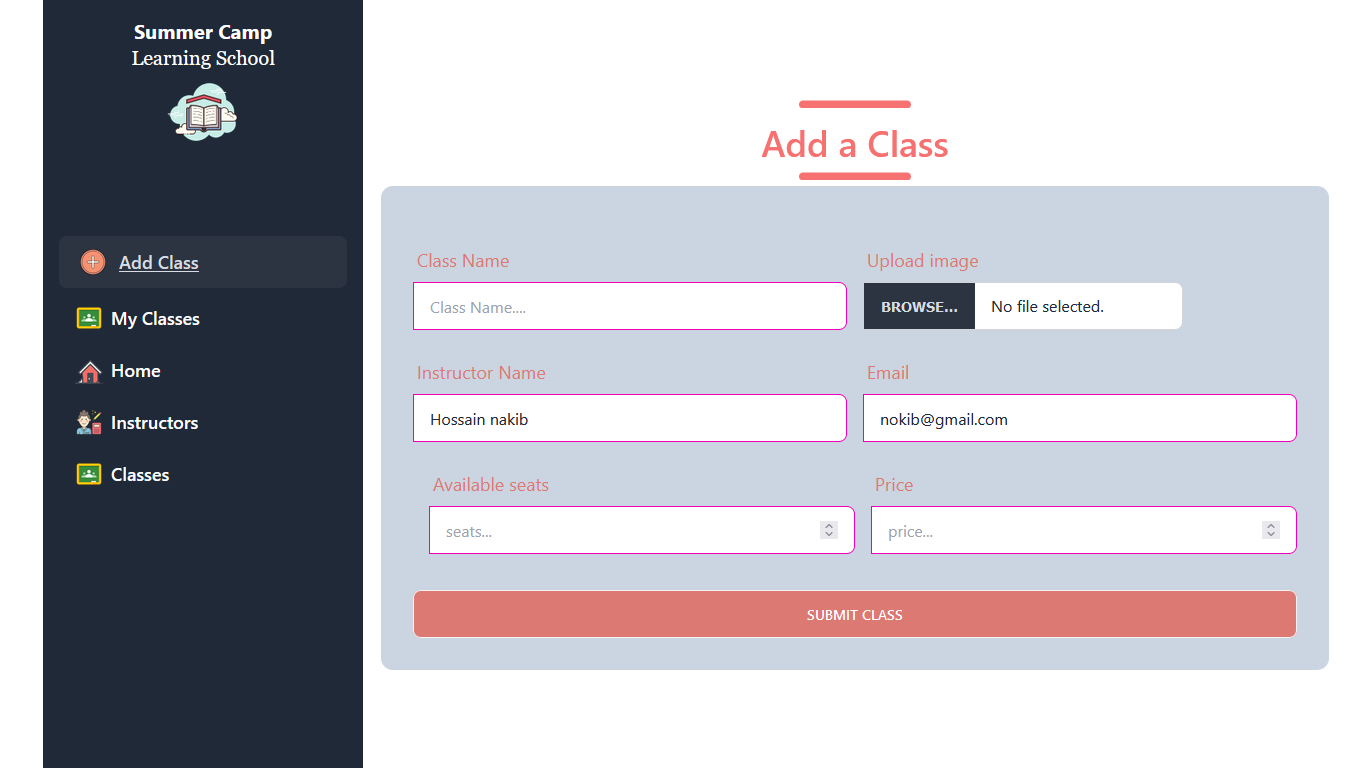 Summer Camp
Learning School
Add Class
My Classes
Home
Instructors
Classes
Add a Class
Class Name
Upload image
Class Name....
BROWSE...
No file selected.
Instructor Name
Email
Hossain nakib
nokib@gmail.com
Available seats
Price
seats...
price...
SUBMIT CLASS